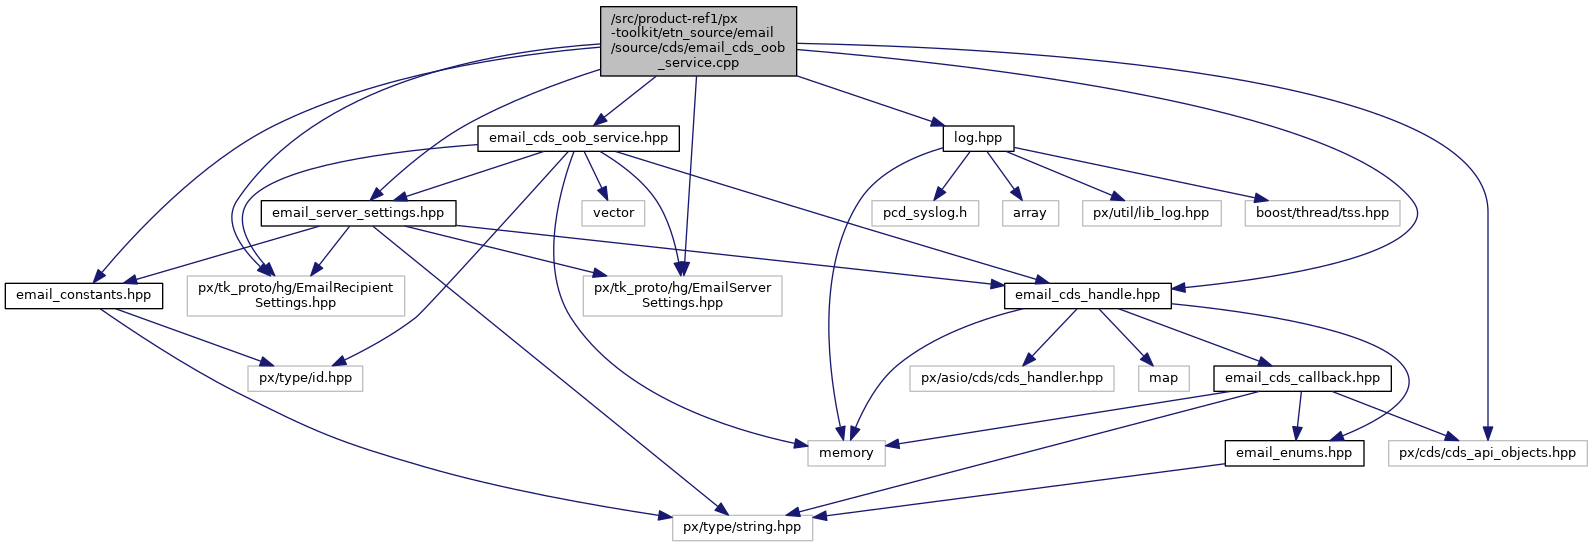 /src/product-ref1/px
-toolkit/etn_source/email
/source/cds/email_cds_oob
_service.cpp
email_cds_oob_service.hpp
log.hpp
email_server_settings.hpp
vector
pcd_syslog.h
array
px/util/lib_log.hpp
boost/thread/tss.hpp
email_constants.hpp
px/tk_proto/hg/EmailRecipient
Settings.hpp
px/tk_proto/hg/EmailServer
Settings.hpp
email_cds_handle.hpp
px/type/id.hpp
px/asio/cds/cds_handler.hpp
map
email_cds_callback.hpp
memory
email_enums.hpp
px/cds/cds_api_objects.hpp
px/type/string.hpp